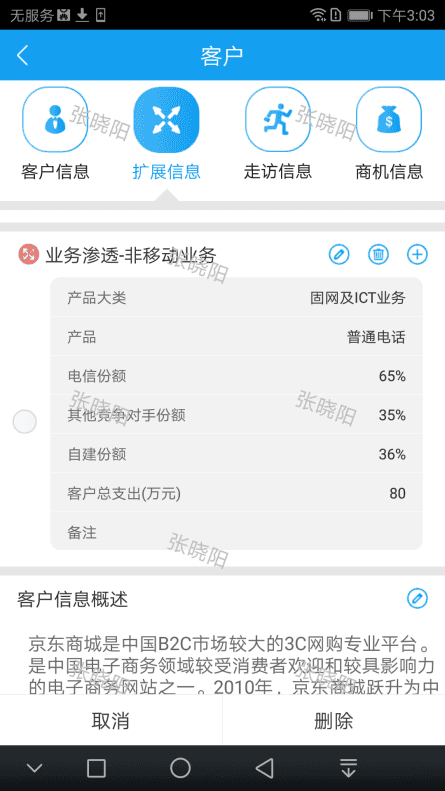 无服务 下午3:03
客户
客户信息 扩展信息 走访信息 商机信息
业务渗透-非移动业务
产品大类 固网及ICT业务
产品 普通电话
电信份额 65%
其他竞争对手份额 35%
自建份额 36%
客户总支出(万元) 80
备注
客户信息概述
京东商城是中国B2C市场较大的3C网购专业平台。
是中国电子商务领域较受消费者欢迎和较具影响力
的电子商务网站之一。2010年，京东商城跃升为中
取消 删除
张晓阳
张晓阳
张晓阳
张晓阳
张晓阳
张晓阳
张晓阳
张晓阳